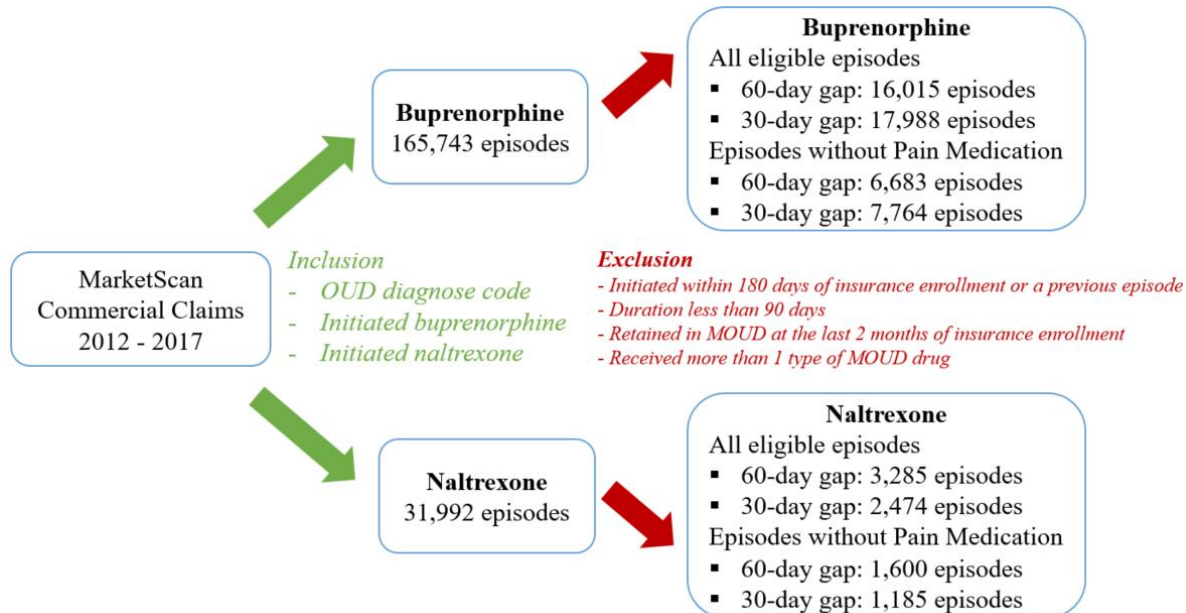 MarketScan
Commercial Claims
2012 - 2017
Inclusion
- OUD diagnose code
- Initiated buprenorphine
- Initiated naltrexone
Buprenorphine
165,743 episodes
Naltrexone
31,992 episodes
Exclusion
- Initiated within 180 days of insurance enrollment or a previous episode
- Duration less than 90 days
- Retained in MOUD at the last 2 months of insurance enrollment
- Received more than 1 type of MOUD drug
Buprenorphine
All eligible episodes
▪ 60-day gap: 16,015 episodes
▪ 30-day gap: 17,988 episodes
Episodes without Pain Medication
▪ 60-day gap: 6,683 episodes
▪ 30-day gap: 7,764 episodes
Naltrexone
All eligible episodes
▪ 60-day gap: 3,285 episodes
▪ 30-day gap: 2,474 episodes
Episodes without Pain Medication
▪ 60-day gap: 1,600 episodes
▪ 30-day gap: 1,185 episodes